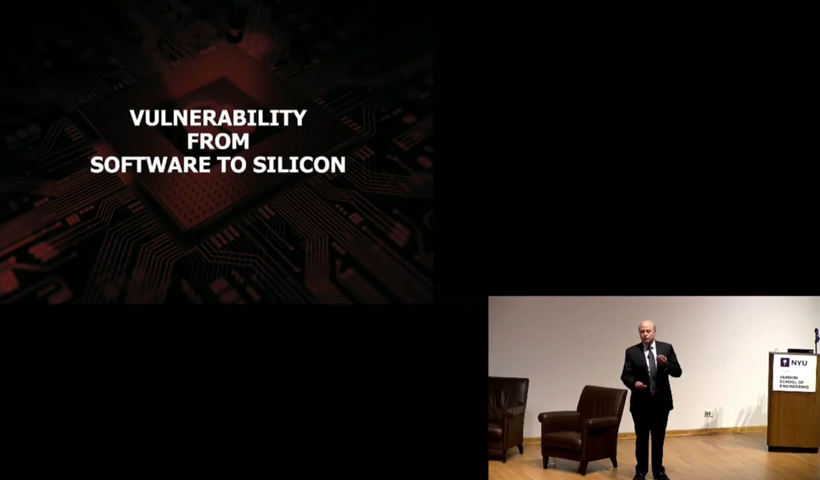 VULNERABILITY
FROM
SOFTWARE TO SILICON
NYU
TANDON
SCHOOL OF
ENGINEERING